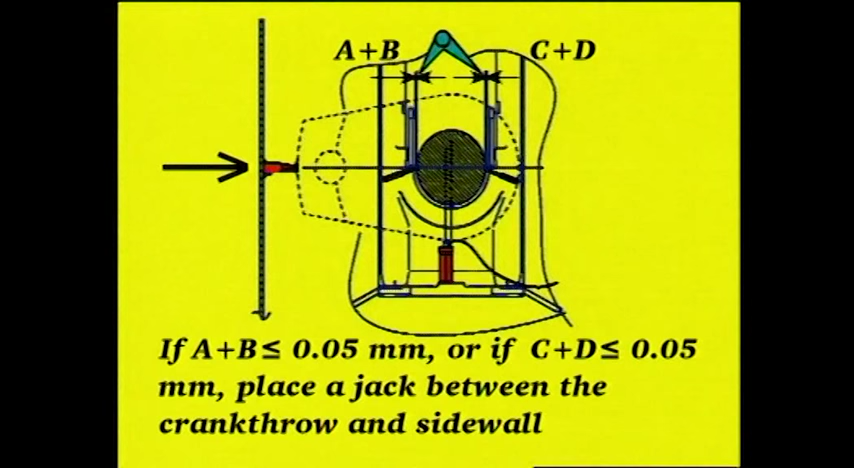 A+B C+D
If A+B≤ 0.05 mm, or if C+D≤ 0.05
mm, place a jack between the
crankthrow and sidewall